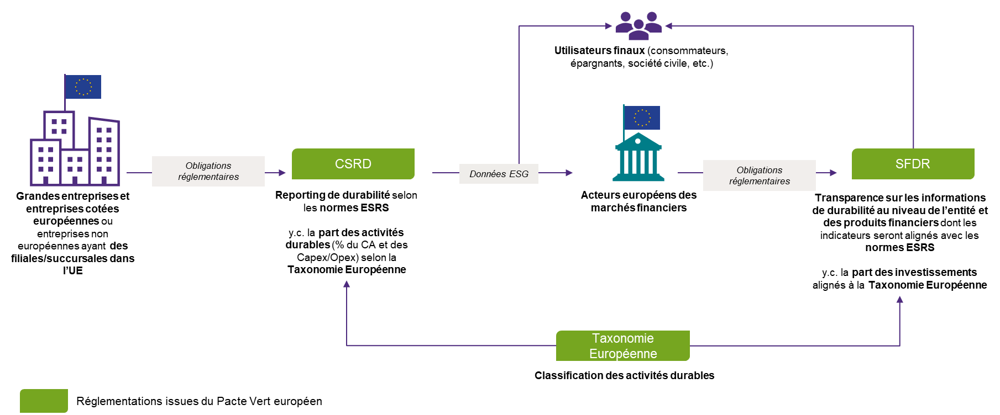 Utilisateurs finaux (consommateurs,
épargnants, société civile, etc.)
Obligations
réglementaires
CSRD
Données ESG
Obligations
réglementaires
SFDR
Grandes entreprises et
entreprises cotées
européennes ou
entreprises non
européennes ayant des
filiales/succursales dans
l’UE
Reporting de durabilité selon
les normes ESRS
y.c. la part des activités
durables (% du CA et des
Capex/Opex) selon la
Taxonomie Européenne
Acteurs européens des
marchés financiers
Transparence sur les informations
de durabilité au niveau de l’entité et
des produits financiers dont les
indicateurs seront alignés avec les
normes ESRS
y.c. la part des investissements
alignés à la Taxonomie Européenne
Taxonomie
Européenne
Classification des activités durables
Réglementations issues du Pacte Vert européen